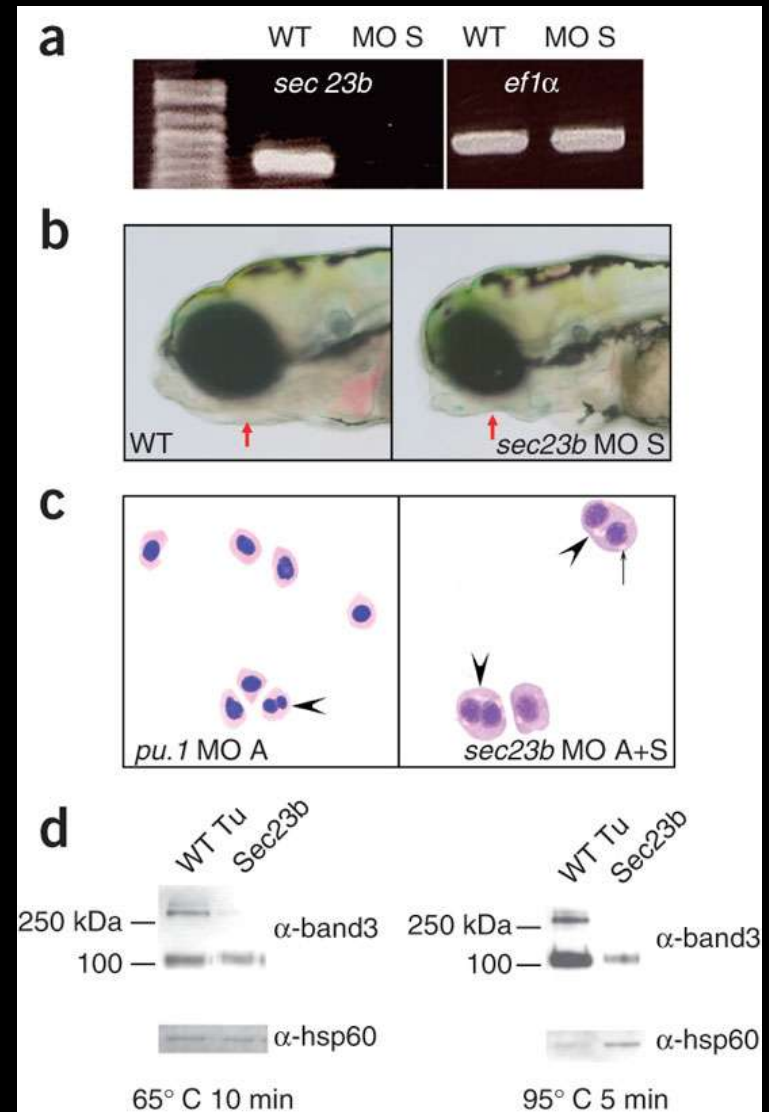 a
WT MO S WT MO S
sec 23b ef1α
b
WT sec23b MO S
c
pu.1 MO A sec23b MO A+S
d
WT Tu Sec23b WT Tu Sec23b
250 kDa α-band3 250 kDa α-band3
100 100
α-hsp60 α-hsp60
65° C 10 min 95° C 5 min